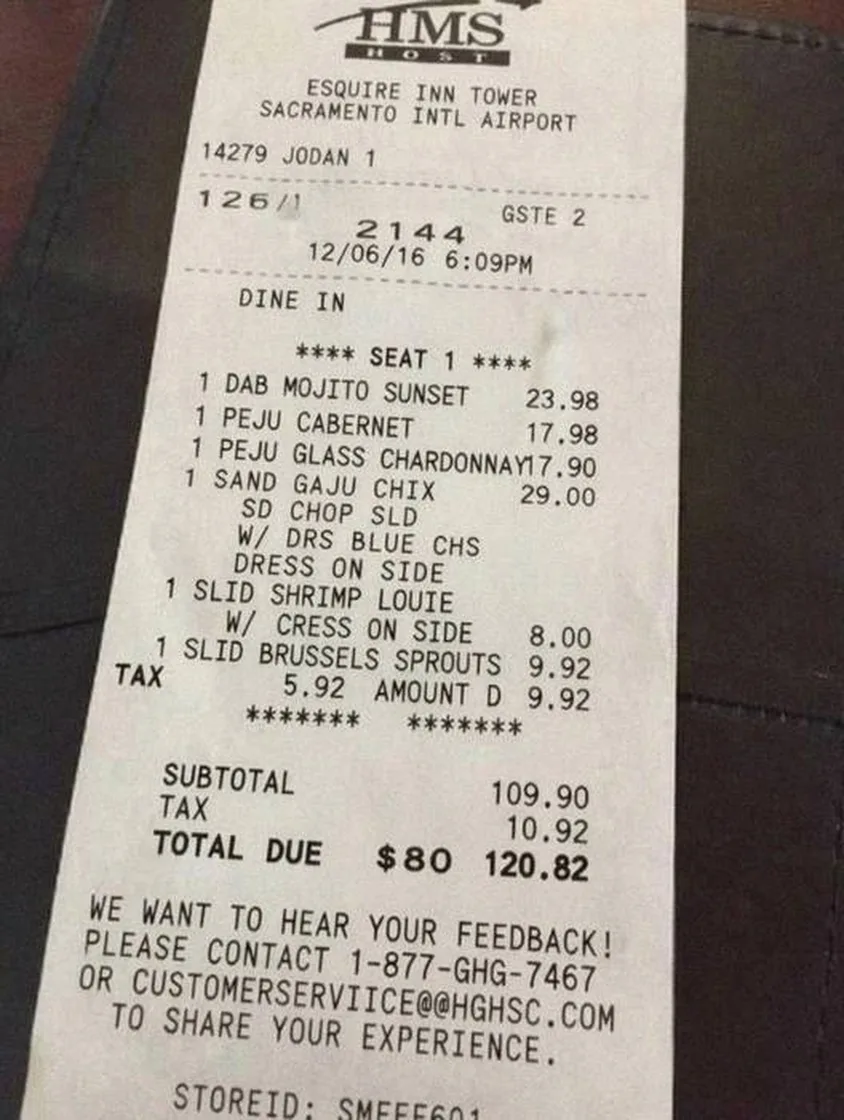 HMS
HOST
ESQUIRE INN TOWER
SACRAMENTO INTL AIRPORT
14279 JODAN 1
126/1 GSTE 2
2144
12/06/16 6:09PM
DINE IN
**** SEAT 1 ****
1 DAB MOJITO SUNSET 23.98
1 PEJU CABERNET 17.98
1 PEJU GLASS CHARDONNAY 17.90
1 SAND GAJU CHIX 29.00
SD CHOP SLD
W/ DRS BLUE CHS
DRESS ON SIDE
1 SLID SHRIMP LOUIE
W/ CRESS ON SIDE 8.00
1 SLID BRUSSELS SPROUTS 9.92
TAX 5.92 AMOUNT D 9.92
******* *******
SUBTOTAL 109.90
TAX 10.92
TOTAL DUE $80 120.82
WE WANT TO HEAR YOUR FEEDBACK!
PLEASE CONTACT 1-877-GHG-7467
OR CUSTOMERSERVIICE@@HGHSC.COM
TO SHARE YOUR EXPERIENCE.
STOREID: